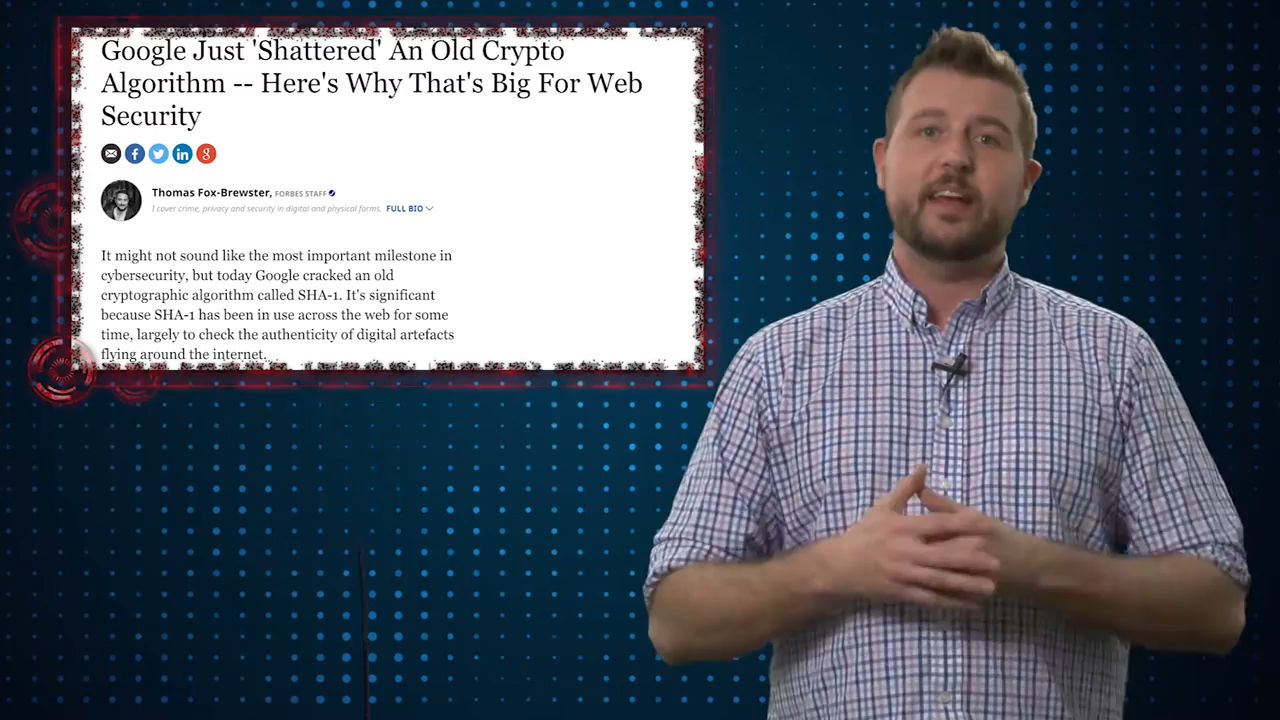 Google Just 'Shattered' An Old Crypto
Algorithm -- Here's Why That's Big For Web
Security
Thomas Fox-Brewster, FORBES STAFF
I cover crime, privacy and security in digital and physical forms. FULL BIO
It might not sound like the most important milestone in
cybersecurity, but today Google cracked an old
cryptographic algorithm called SHA-1. It's significant
because SHA-1 has been in use across the web for some
time, largely to check the authenticity of digital artefacts
flying around the internet.